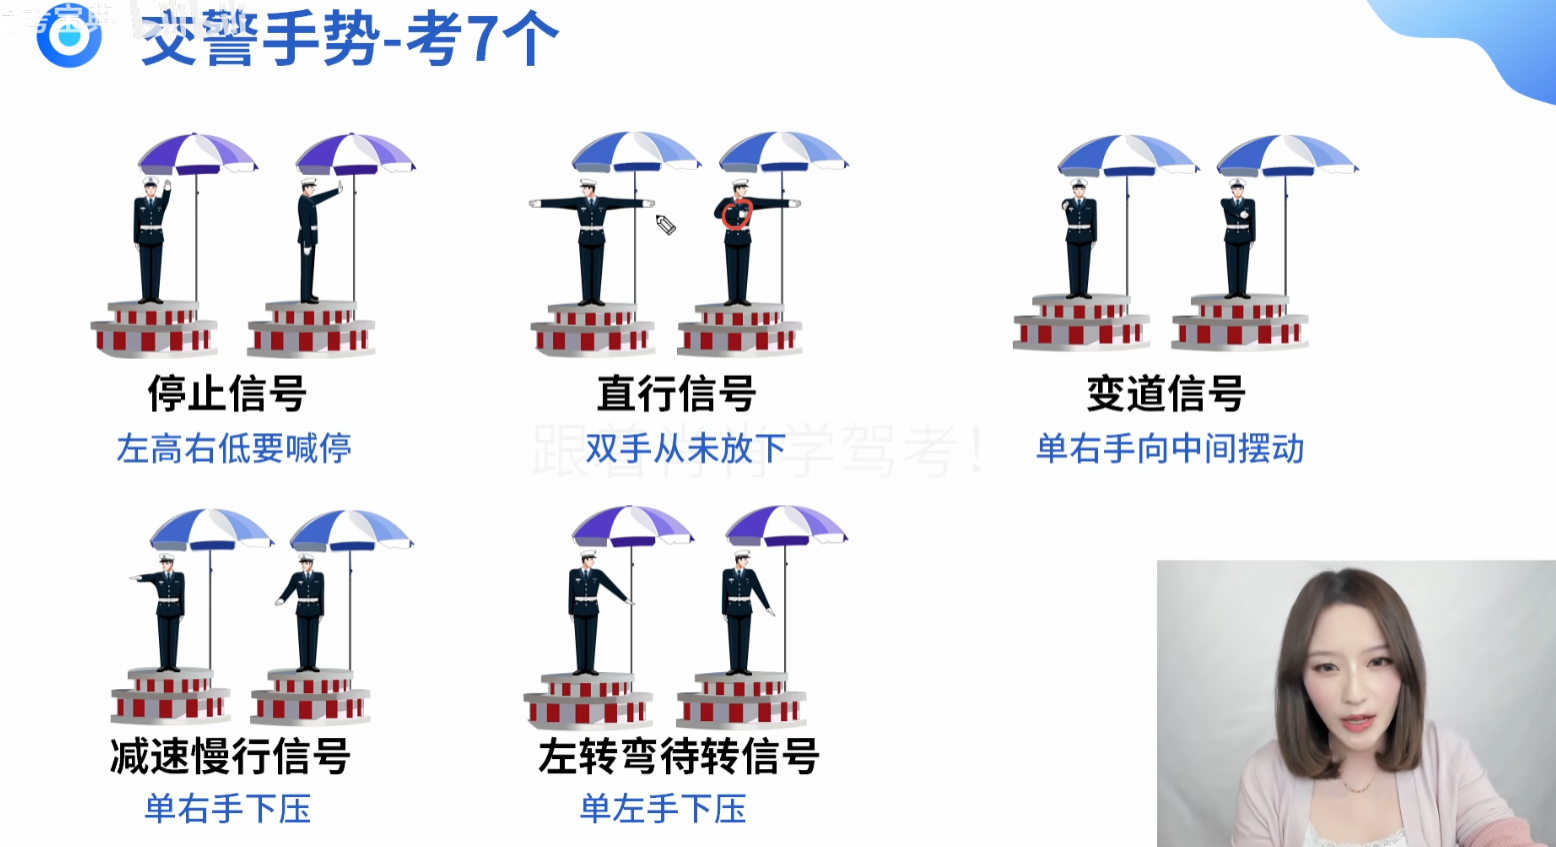 交警手势-考7个
停止信号
直行信号
变道信号
左高右低要喊停
双手从未放下
单右手向中间摆动
跟着肖肖学驾考！
减速慢行信号
左转弯待转信号
单右手下压
单左手下压